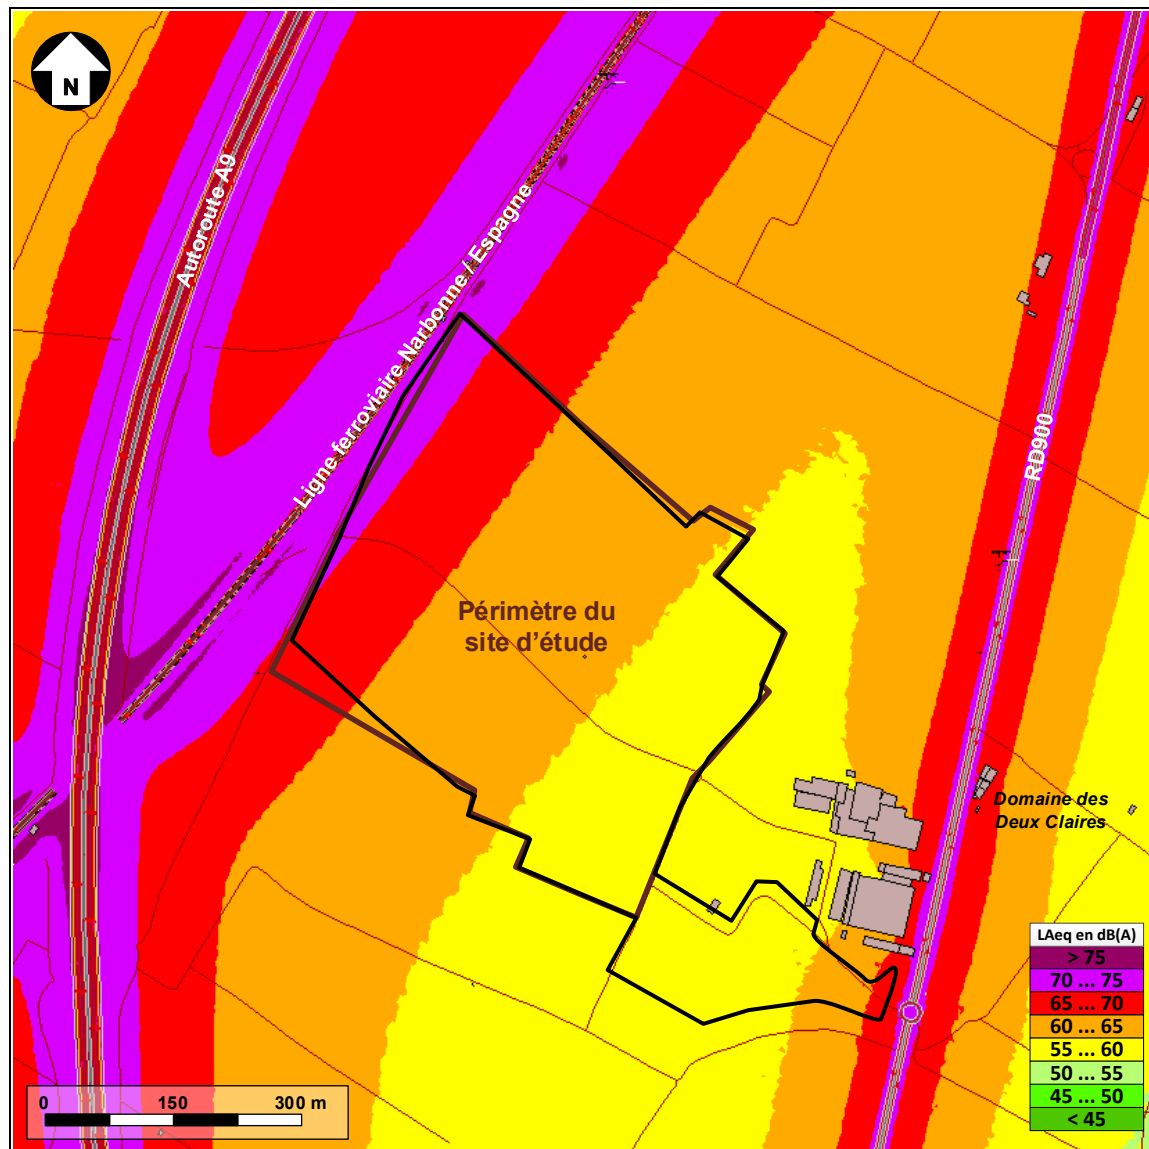 N
Autoroute A9
Ligne ferroviaire Narbonne / Espagne
RD900
Périmètre du
site d'étude
Domaine des
Deux Claires
LAeq en dB(A)
> 75
70 ... 75
65 ... 70
60 ... 65
55 ... 60
50 ... 55
45 ... 50
< 45
0 150 300 m